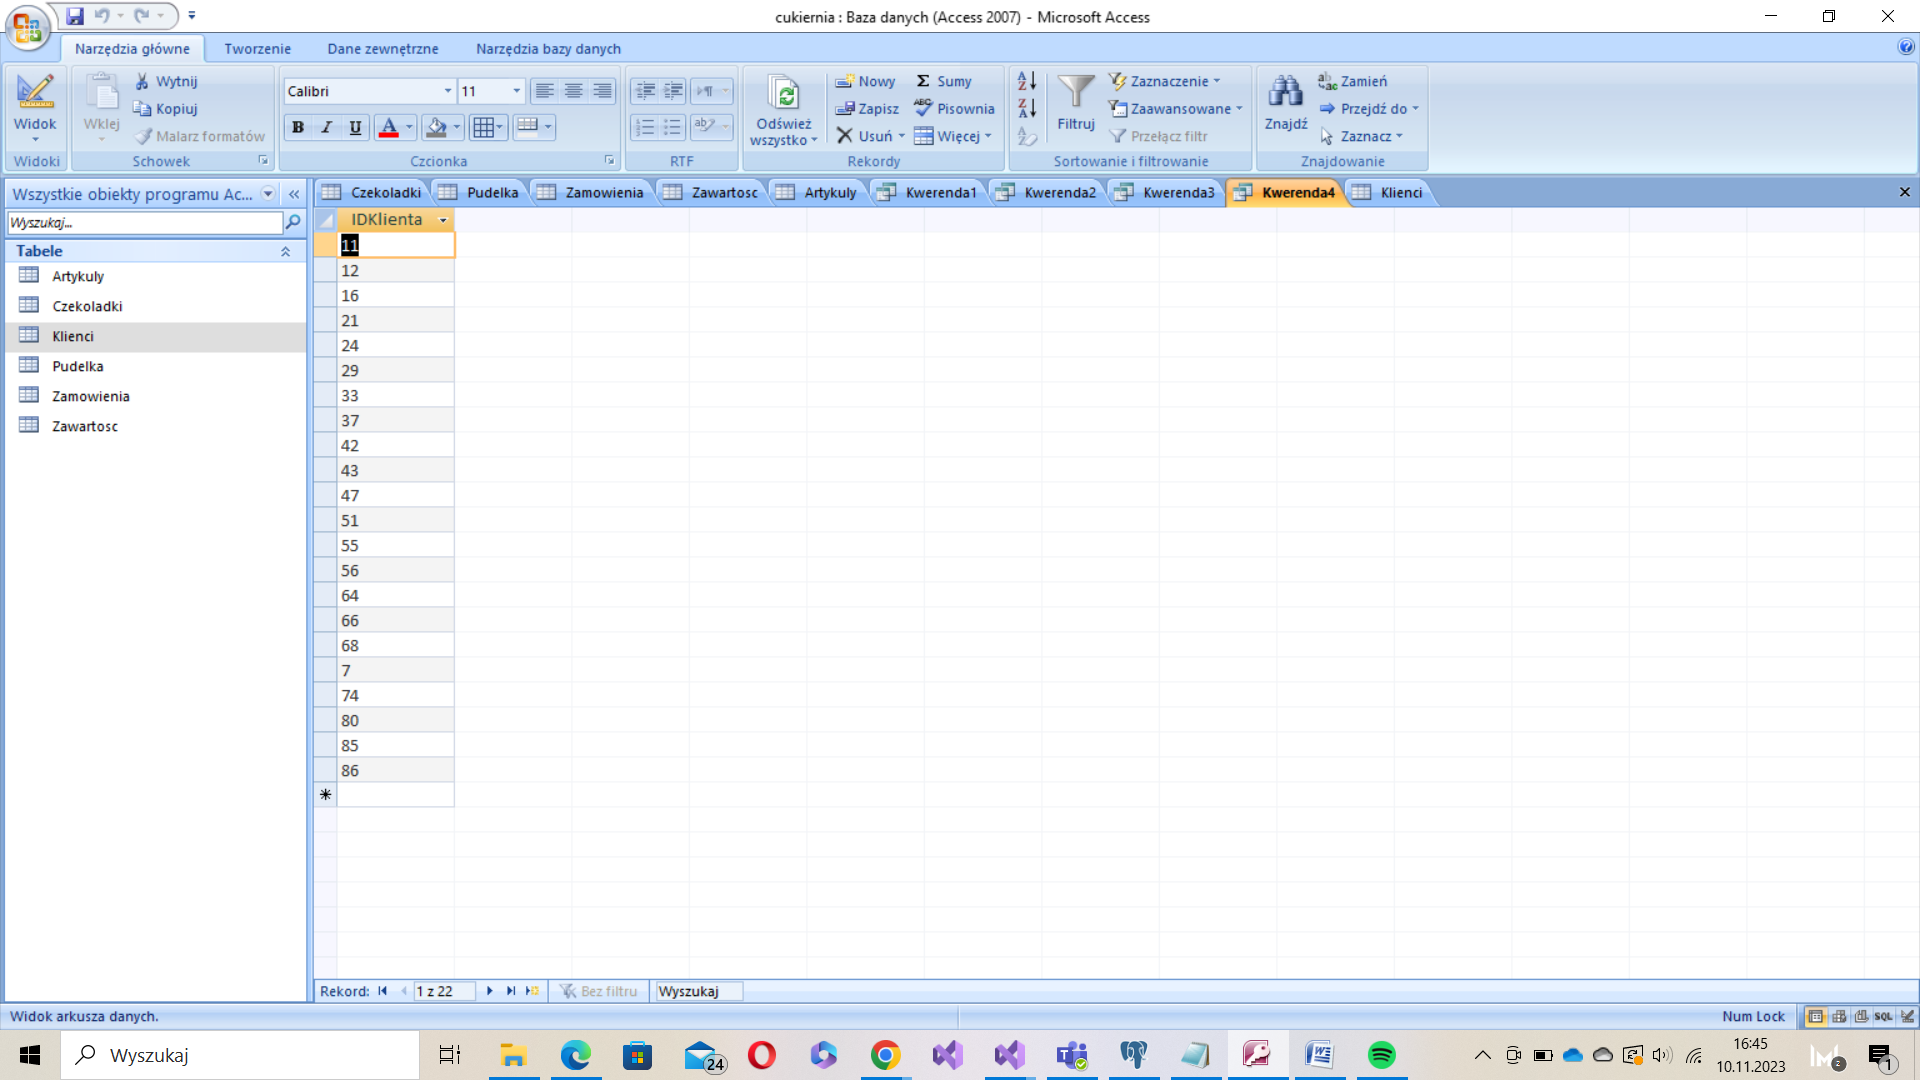 cukiernia : Baza danych (Access 2007) - Microsoft Access
Narzędzia główne Tworzenie Dane zewnętrzne Narzędzia bazy danych
Widok
Widoki
Wklej
Wytnij
Kopiuj
Malarz formatów
Schowek
Calibri 11
B I U A
Czcionka
ab
RTF
Odśwież
wszystko
Nowy
Zapisz
Usuń
Σ Sumy
ABC Pisownia
Więcej
Rekordy
Filtruj
Zaznaczenie
Zaawansowane
Przełącz filtr
Sortowanie i filtrowanie
Znajdź
Zamień
Przejdź do
Zaznacz
Znajdowanie
Wszystkie obiekty programu Ac...
Wyszukaj...
Tabele
Artykuly
Czekoladki
Klienci
Pudelka
Zamowienia
Zawartosc
Czekoladki Pudelka Zamowienia Zawartosc Artykuly Kwerenda1 Kwerenda2 Kwerenda3 Kwerenda4 Klienci
IDKlienta
11
12
16
21
24
29
33
37
42
43
47
51
55
56
64
66
68
7
74
80
85
86
Rekord: 1 z 22 Bez filtru Wyszukaj
Widok arkusza danych. Num Lock SQL
Wyszukaj
24
16:45
10.11.2023
2
1